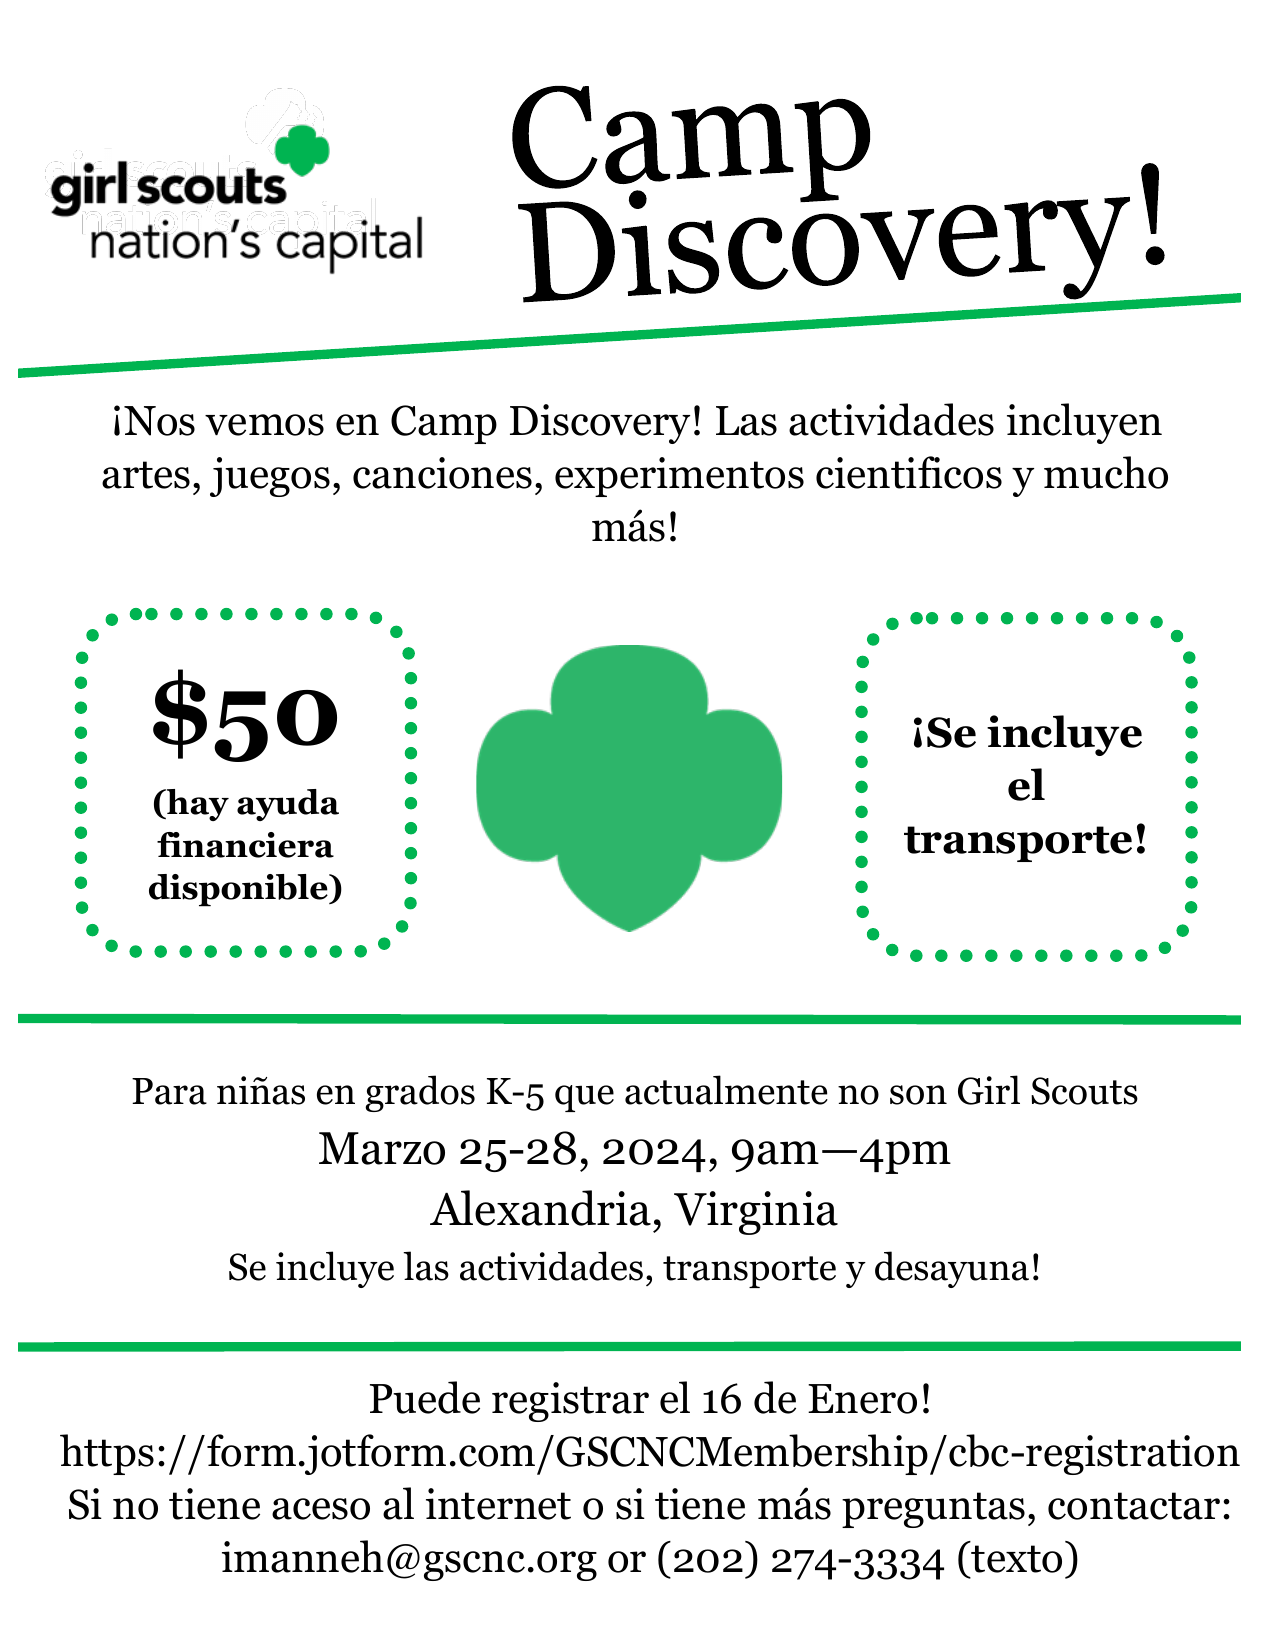 girl scouts
nation's capital
Camp
Discovery!
¡Nos vemos en Camp Discovery! Las actividades incluyen
artes, juegos, canciones, experimentos cientificos y mucho
más!
$50
(hay ayuda
financiera
disponible)
¡Se incluye
el
transporte!
Para niñas en grados K-5 que actualmente no son Girl Scouts
Marzo 25-28, 2024, 9am—4pm
Alexandria, Virginia
Se incluye las actividades, transporte y desayuna!
Puede registrar el 16 de Enero!
https://form.jotform.com/GSCNCMembership/cbc-registration
Si no tiene aceso al internet o si tiene más preguntas, contactar:
imanneh@gscnc.org or (202) 274-3334 (texto)